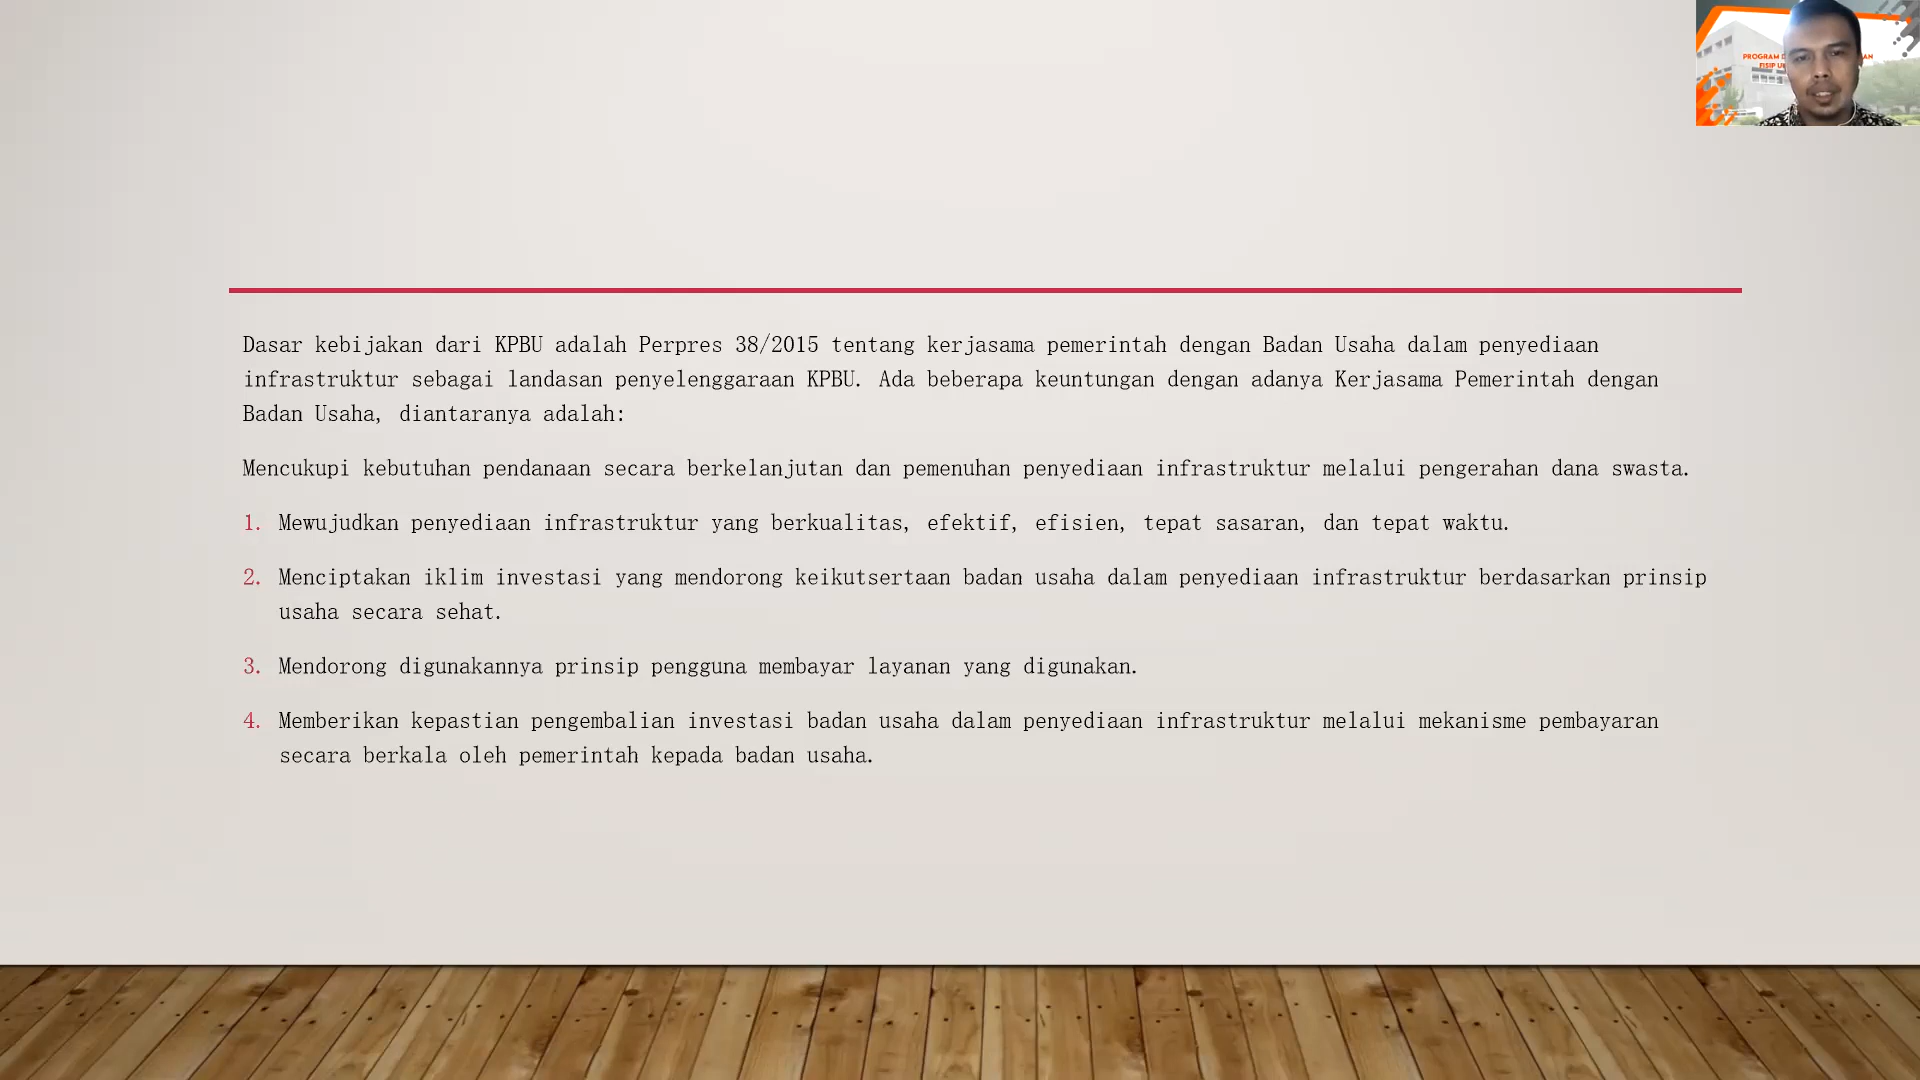 PROGRAM
AN
FISIP
Dasar kebijakan dari KPBU adalah Perpres 38/2015 tentang kerjasama pemerintah dengan Badan Usaha dalam penyediaan
infrastruktur sebagai landasan penyelenggaraan KPBU. Ada beberapa keuntungan dengan adanya Kerjasama Pemerintah dengan
Badan Usaha, diantaranya adalah:
Mencukupi kebutuhan pendanaan secara berkelanjutan dan pemenuhan penyediaan infrastruktur melalui pengerahan dana swasta.
1. Mewujudkan penyediaan infrastruktur yang berkualitas, efektif, efisien, tepat sasaran, dan tepat waktu.
2. Menciptakan iklim investasi yang mendorong keikutsertaan badan usaha dalam penyediaan infrastruktur berdasarkan prinsip
usaha secara sehat.
3. Mendorong digunakannya prinsip pengguna membayar layanan yang digunakan.
4. Memberikan kepastian pengembalian investasi badan usaha dalam penyediaan infrastruktur melalui mekanisme pembayaran
secara berkala oleh pemerintah kepada badan usaha.